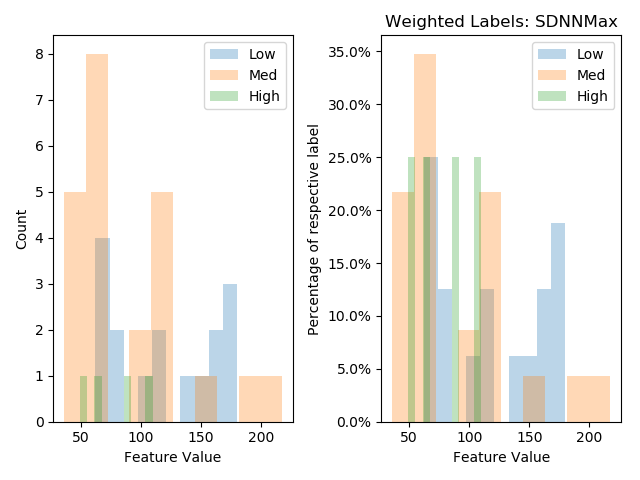 Weighted Labels: SDNNMax
8
7
6
5
4
3
2
1
0
Count
50
100
150
200
Feature Value
Low
Med
High
35.0%
30.0%
25.0%
20.0%
15.0%
10.0%
5.0%
0.0%
Percentage of respective label
50
100
150
200
Feature Value
Low
Med
High